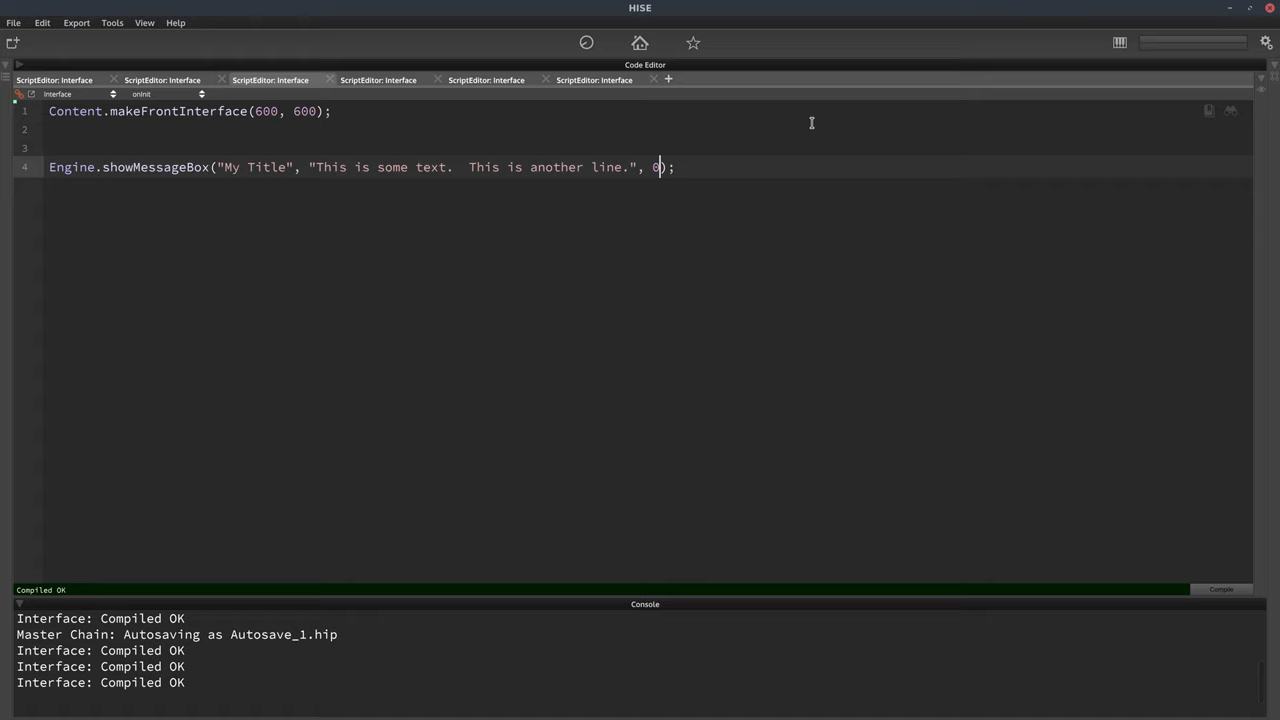 HISE
File Edit Export Tools View Help
Code Editor
ScriptEditor: Interface ScriptEditor: Interface ScriptEditor: Interface ScriptEditor: Interface ScriptEditor: Interface ScriptEditor: Interface
Interface onInit
1 Content.makeFrontInterface(600, 600);
2
3
4 Engine.showMessageBox("My Title", "This is some text.  This is another line.", 0);
Compiled OK Compile
Console
Interface: Compiled OK
Master Chain: Autosaving as Autosave_1.hip
Interface: Compiled OK
Interface: Compiled OK
Interface: Compiled OK